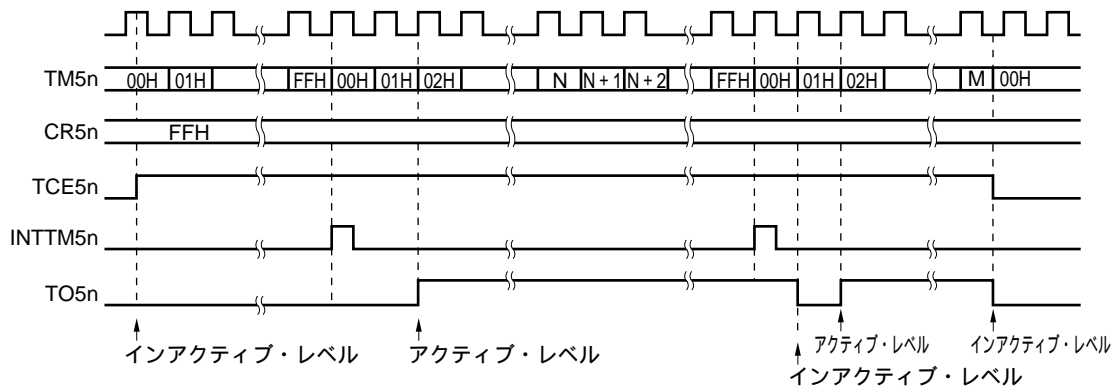 TM5n 00H 01H FFH 00H 01H 02H N N + 1 N + 2 FFH 00H 01H 02H M 00H
CR5n FFH
TCE5n
INTTM5n
TO5n
インアクティブ・レベル アクティブ・レベル アクティブ・レベル インアクティブ・レベル
インアクティブ・レベル